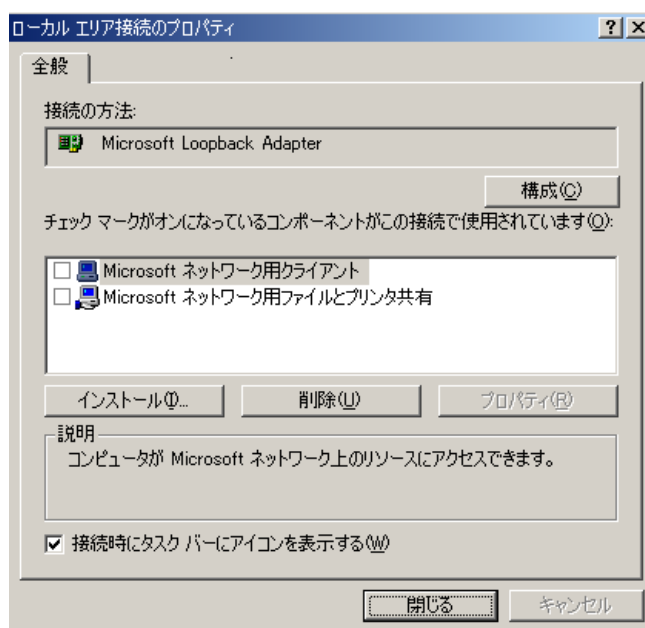 ローカル エリア接続のプロパティ
全般
接続の方法:
Microsoft Loopback Adapter
構成(C)
チェック マークがオンになっているコンポーネントがこの接続で使用されています(O):
Microsoft ネットワーク用クライアント
Microsoft ネットワーク用ファイルとプリンタ共有
インストール(I)... 削除(U) プロパティ(R)
説明
コンピュータが Microsoft ネットワーク上のリソースにアクセスできます。
接続時にタスク バーにアイコンを表示する(W)
閉じる キャンセル